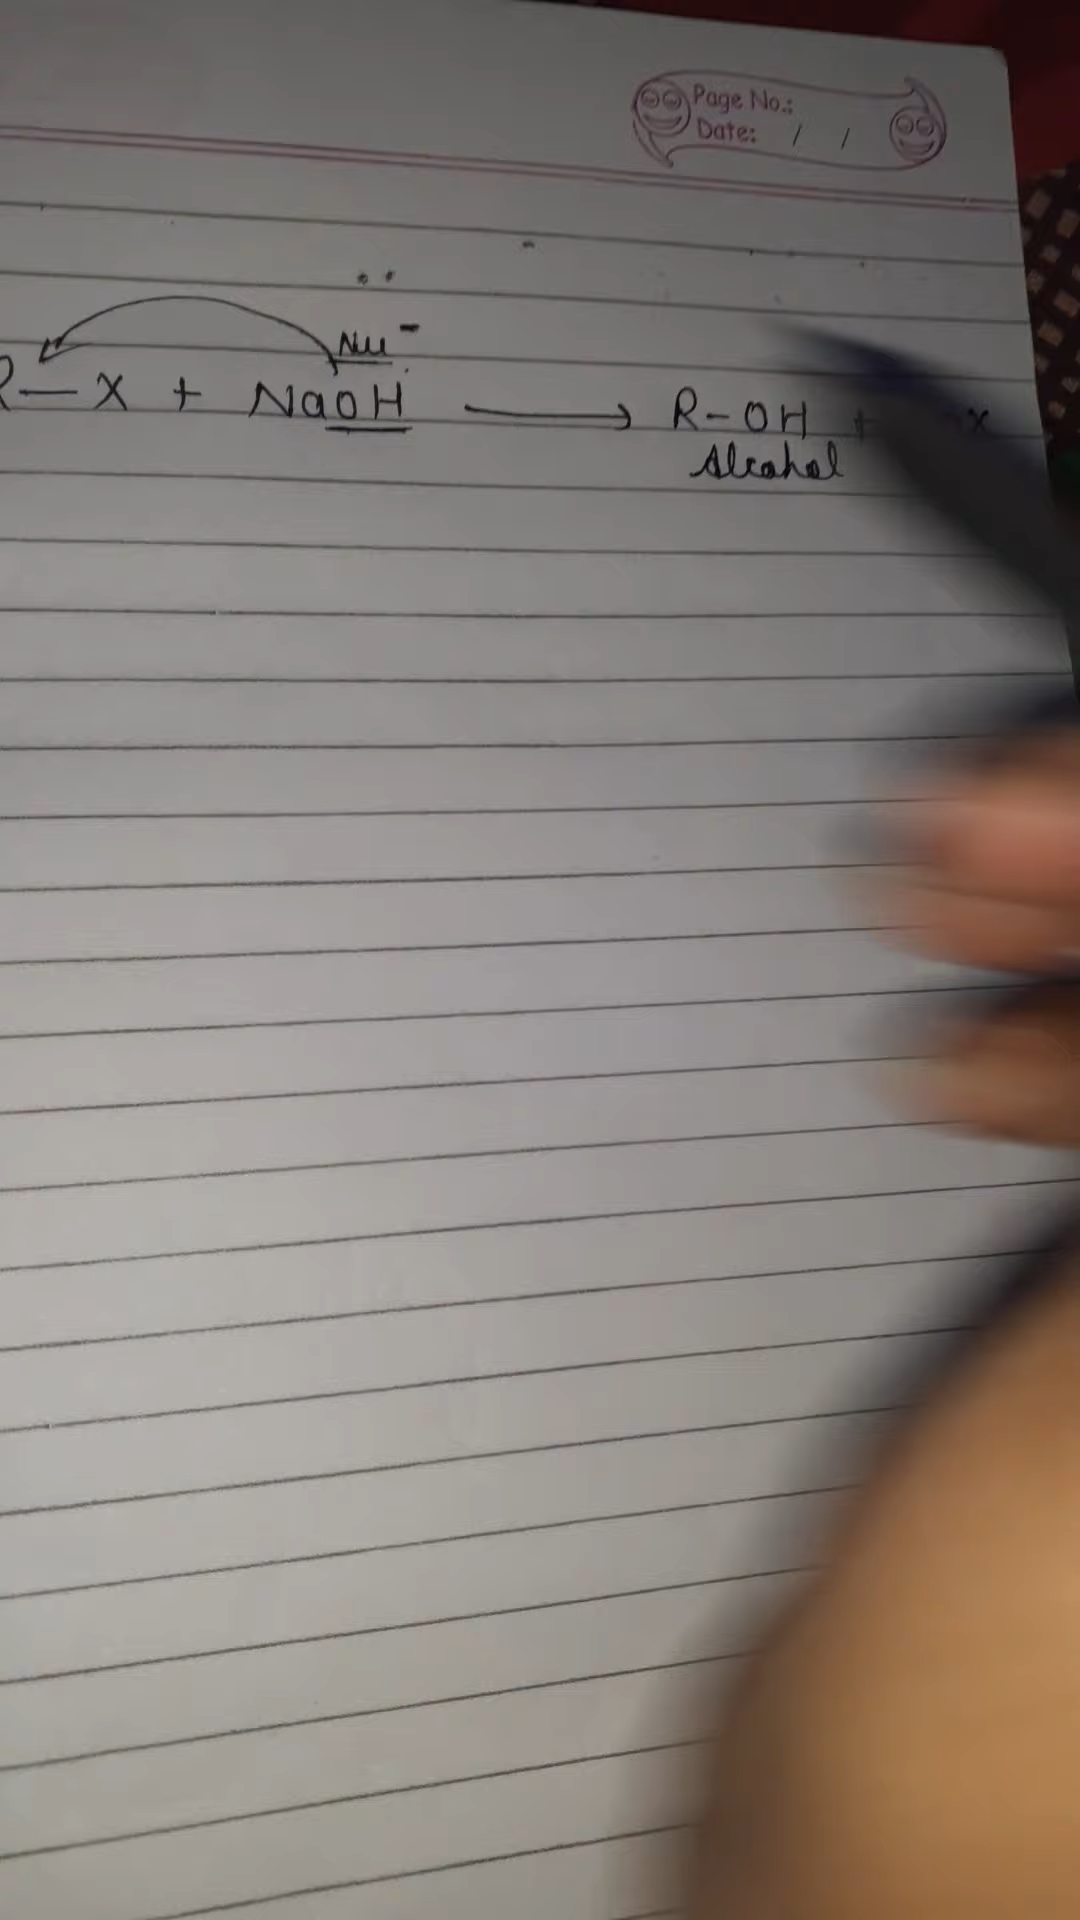 Page No.:
Date: / /
Nu⁻
R — X + NaOH ⟶ R-OH + X
Alcohol